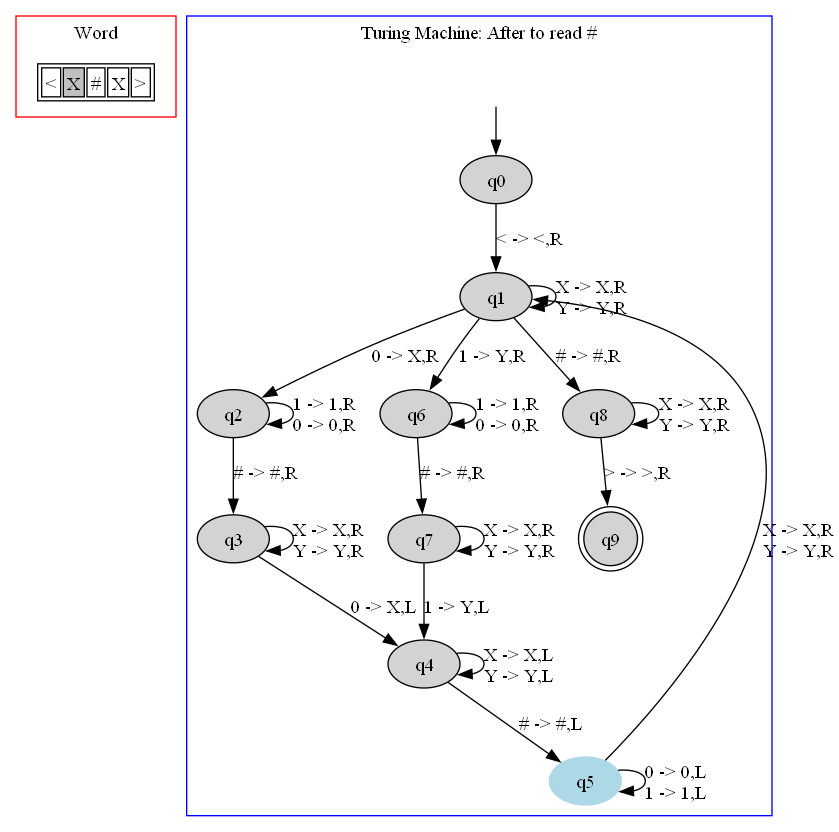 Word
< X # X >
Turing Machine: After to read #
q0
< -> <,R
q1
X -> X,R
Y -> Y,R
0 -> X,R
1 -> Y,R
# -> #,R
q2
1 -> 1,R
0 -> 0,R
q6
1 -> 1,R
0 -> 0,R
q8
X -> X,R
Y -> Y,R
# -> #,R
# -> #,R
> -> >,R
q3
X -> X,R
Y -> Y,R
q7
X -> X,R
Y -> Y,R
q9
X -> X,R
Y -> Y,R
0 -> X,L
1 -> Y,L
q4
X -> X,L
Y -> Y,L
# -> #,L
q5
0 -> 0,L
1 -> 1,L